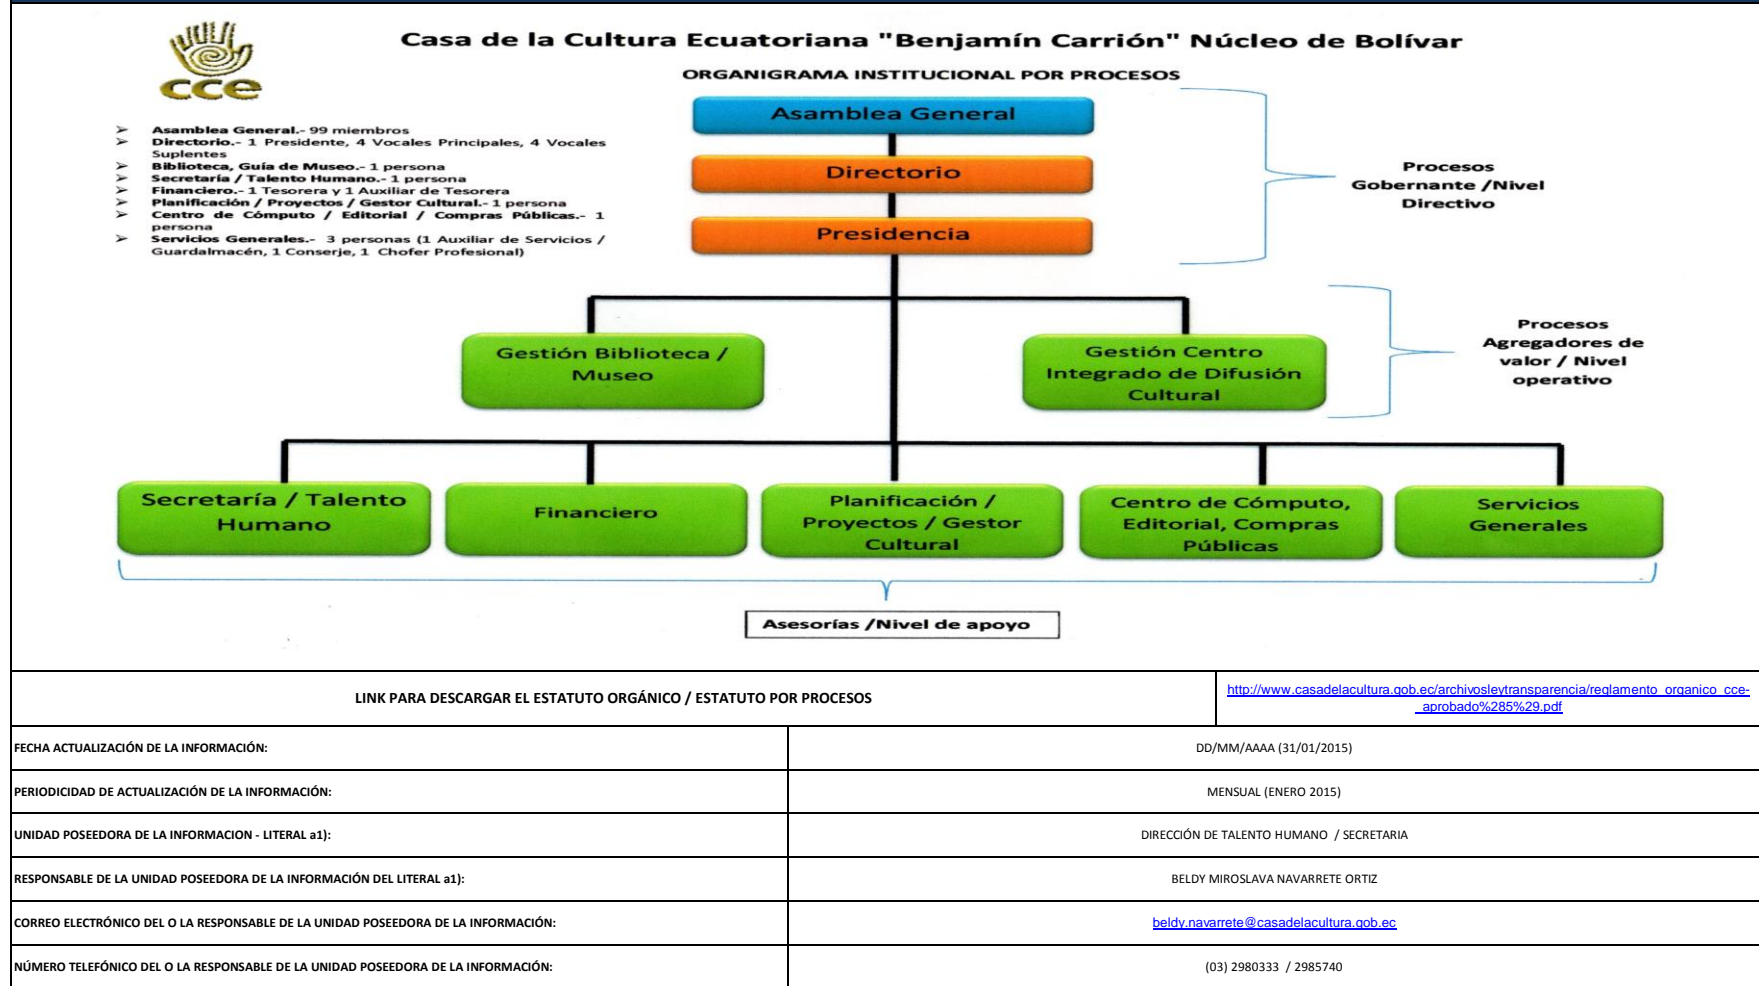 cce
Casa de la Cultura Ecuatoriana "Benjamín Carrión" Núcleo de Bolívar
ORGANIGRAMA INSTITUCIONAL POR PROCESOS
➢ Asamblea General.- 99 miembros
➢ Directorio.- 1 Presidente, 4 Vocales Principales, 4 Vocales
Suplentes
➢ Biblioteca, Guía de Museo.- 1 persona
➢ Secretaría / Talento Humano.- 1 persona
➢ Financiero.- 1 Tesorera y 1 Auxiliar de Tesorera
➢ Planificación / Proyectos / Gestor Cultural.- 1 persona
➢ Centro de Cómputo / Editorial / Compras Públicas.- 1
persona
➢ Servicios Generales.- 3 personas (1 Auxiliar de Servicios /
Guardalmacén, 1 Conserje, 1 Chofer Profesional)
Asamblea General
Directorio
Presidencia
Procesos
Gobernante /Nivel
Directivo
Gestión Biblioteca /
Museo
Gestión Centro
Integrado de Difusión
Cultural
Procesos
Agregadores de
valor / Nivel
operativo
Secretaría / Talento
Humano
Financiero
Planificación /
Proyectos / Gestor
Cultural
Centro de Cómputo,
Editorial, Compras
Públicas
Servicios
Generales
Asesorías /Nivel de apoyo
LINK PARA DESCARGAR EL ESTATUTO ORGÁNICO / ESTATUTO POR PROCESOS
http://www.casadelacultura.gob.ec/archivosleytransparencia/reglamento_organico_cce-
_aprobado%285%29.pdf
FECHA ACTUALIZACIÓN DE LA INFORMACIÓN:
DD/MM/AAAA (31/01/2015)
PERIODICIDAD DE ACTUALIZACIÓN DE LA INFORMACIÓN:
MENSUAL (ENERO 2015)
UNIDAD POSEEDORA DE LA INFORMACION - LITERAL a1):
DIRECCIÓN DE TALENTO HUMANO / SECRETARIA
RESPONSABLE DE LA UNIDAD POSEEDORA DE LA INFORMACIÓN DEL LITERAL a1):
BELDY MIROSLAVA NAVARRETE ORTIZ
CORREO ELECTRÓNICO DEL O LA RESPONSABLE DE LA UNIDAD POSEEDORA DE LA INFORMACIÓN:
beldy.navarrete@casadelacultura.gob.ec
NÚMERO TELEFÓNICO DEL O LA RESPONSABLE DE LA UNIDAD POSEEDORA DE LA INFORMACIÓN:
(03) 2980333 / 2985740